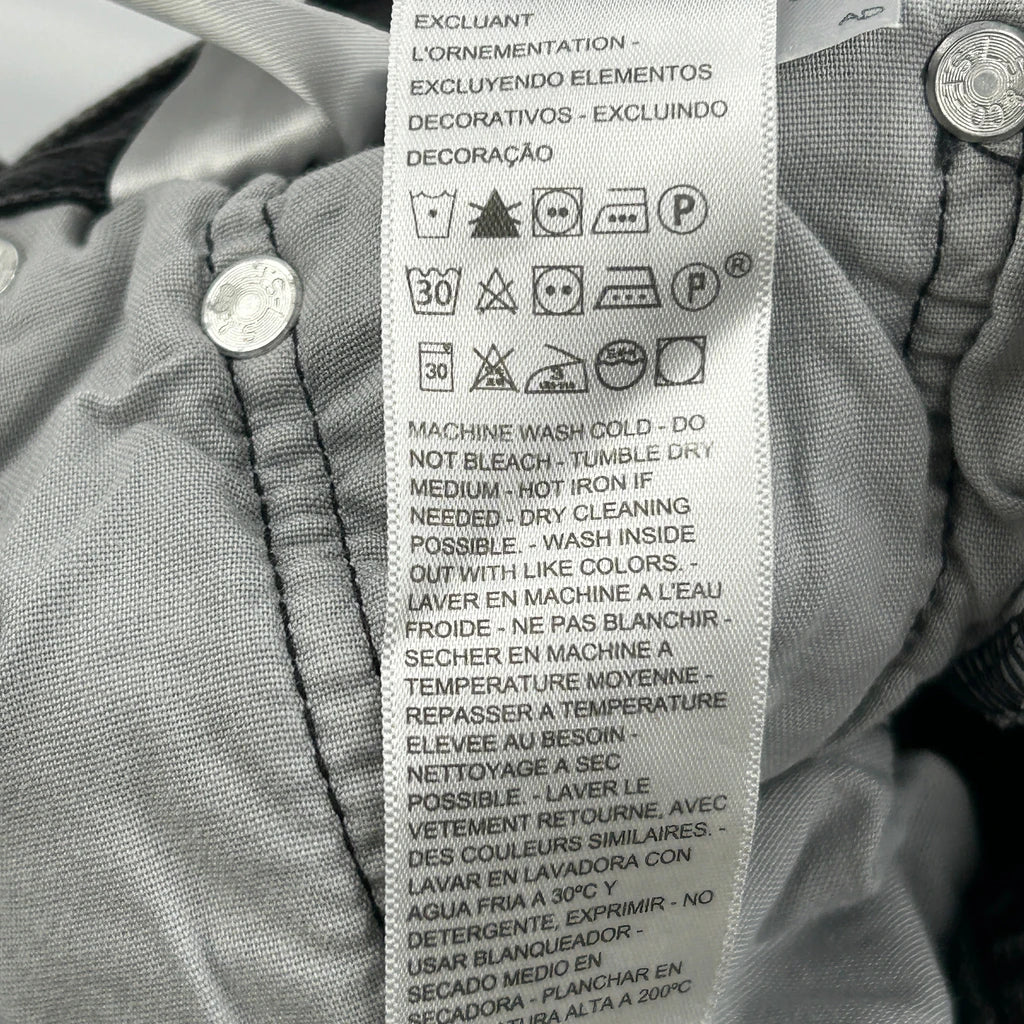 EXCLUANT
L'ORNEMENTATION -
EXCLUYENDO ELEMENTOS
DECORATIVOS - EXCLUINDO
DECORAÇÃO
P
30 P ®
30
MACHINE WASH COLD - DO
NOT BLEACH - TUMBLE DRY
MEDIUM - HOT IRON IF
NEEDED - DRY CLEANING
POSSIBLE. - WASH INSIDE
OUT WITH LIKE COLORS. -
LAVER EN MACHINE A L'EAU
FROIDE - NE PAS BLANCHIR -
SECHER EN MACHINE A
TEMPERATURE MOYENNE -
REPASSER A TEMPERATURE
ELEVEE AU BESOIN -
NETTOYAGE A SEC
POSSIBLE. - LAVER LE
VETEMENT RETOURNE, AVEC
DES COULEURS SIMILAIRES. -
LAVAR EN LAVADORA CON
AGUA FRIA A 30ºC Y
DETERGENTE, EXPRIMIR - NO
USAR BLANQUEADOR -
SECADO MEDIO EN
SECADORA - PLANCHAR EN
ALTA A 200ºC
AD